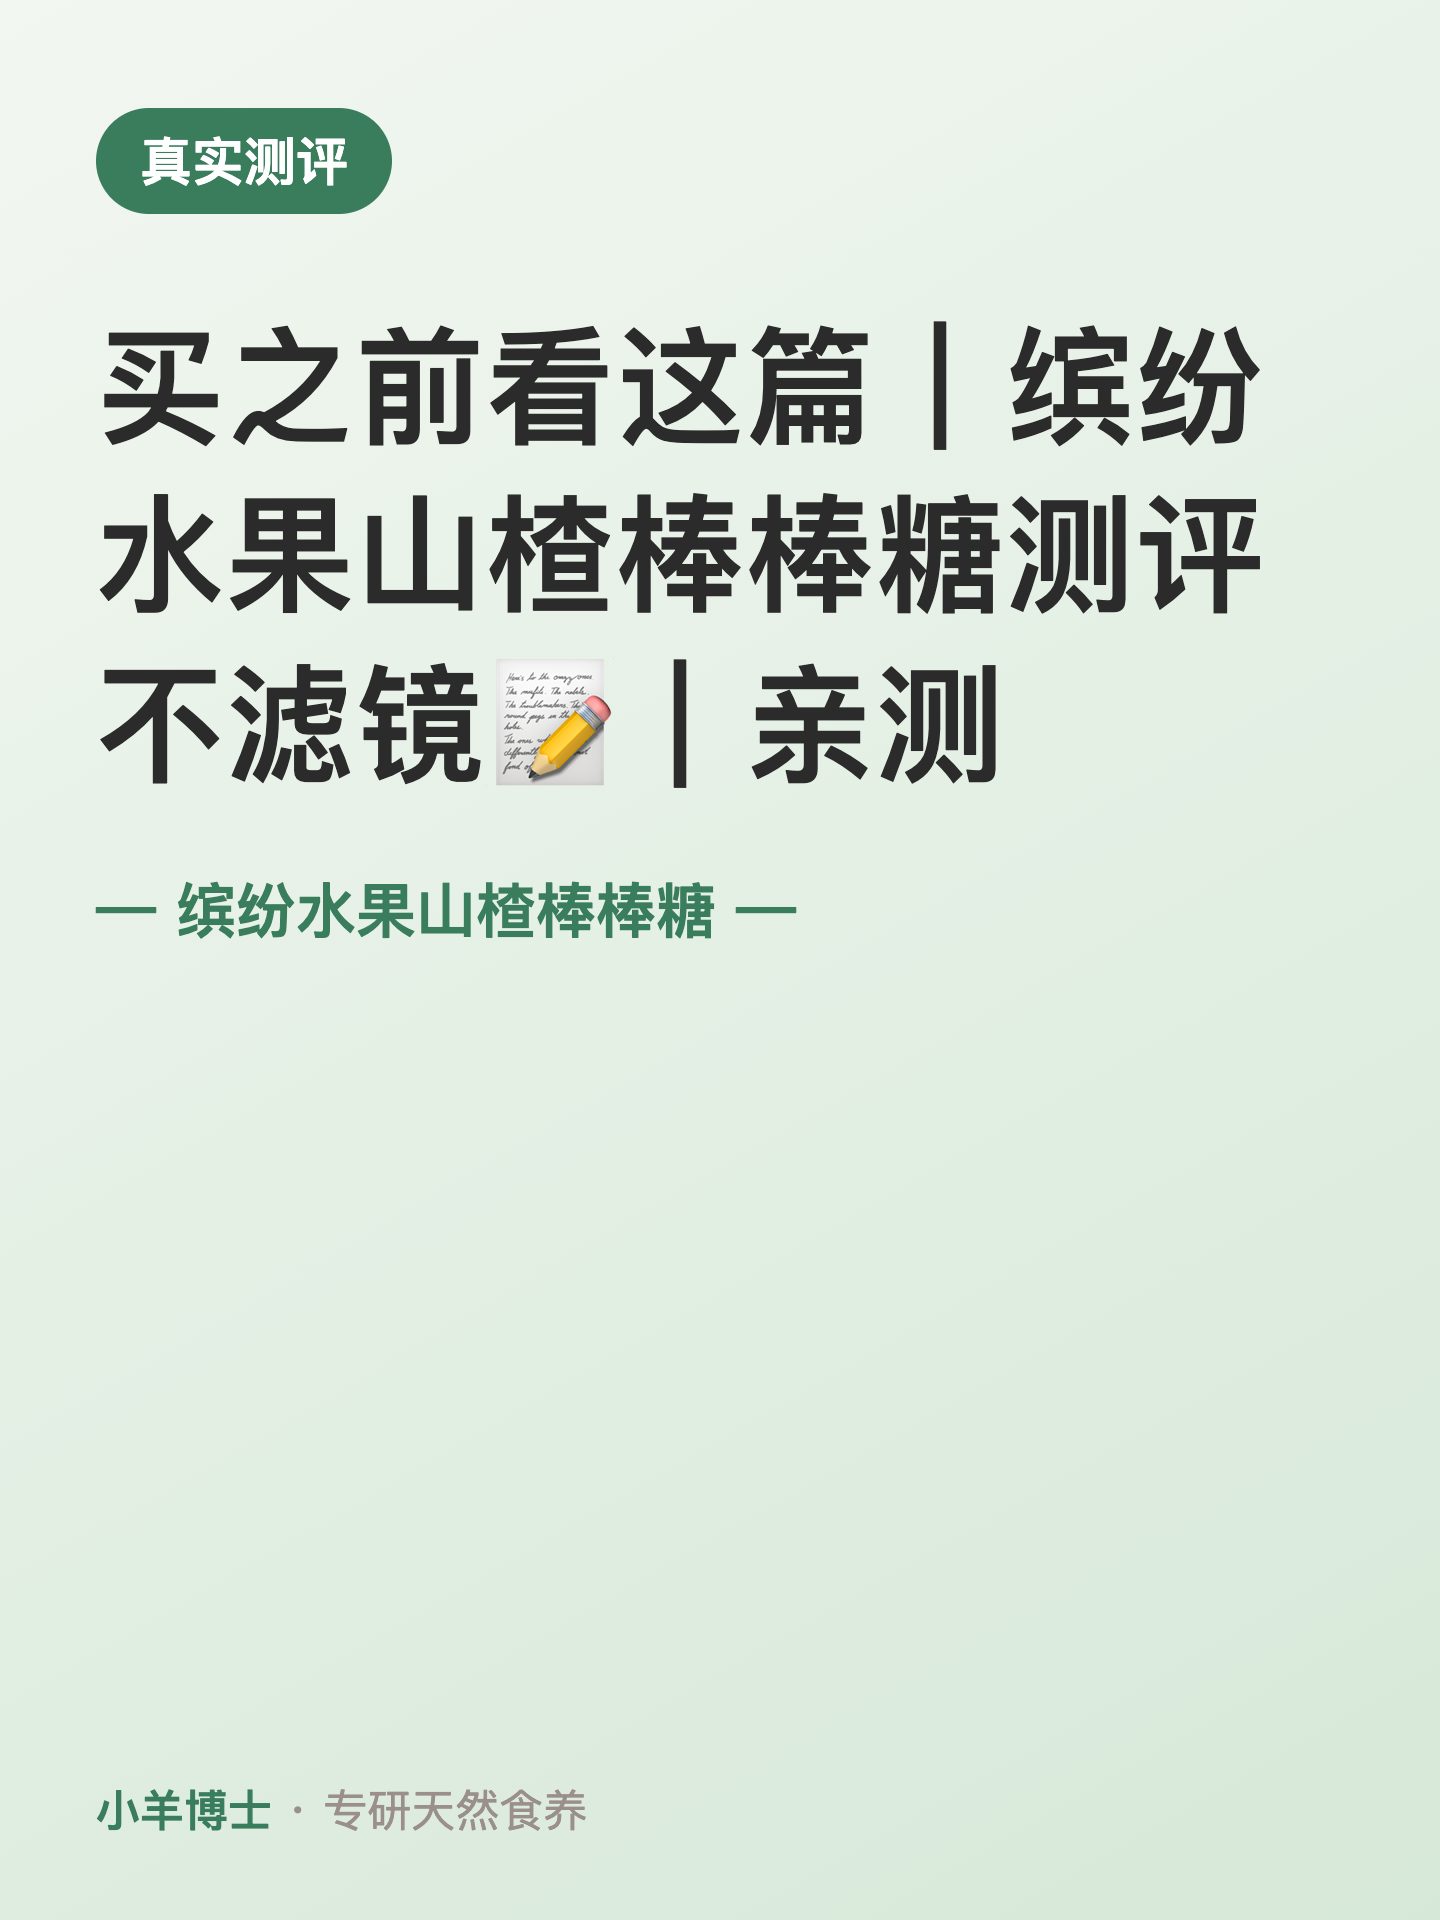 真实测评
买之前看这篇｜缤纷
水果山楂棒棒糖测评
不滤镜📝｜亲测
— 缤纷水果山楂棒棒糖 —
小羊博士 · 专研天然食养